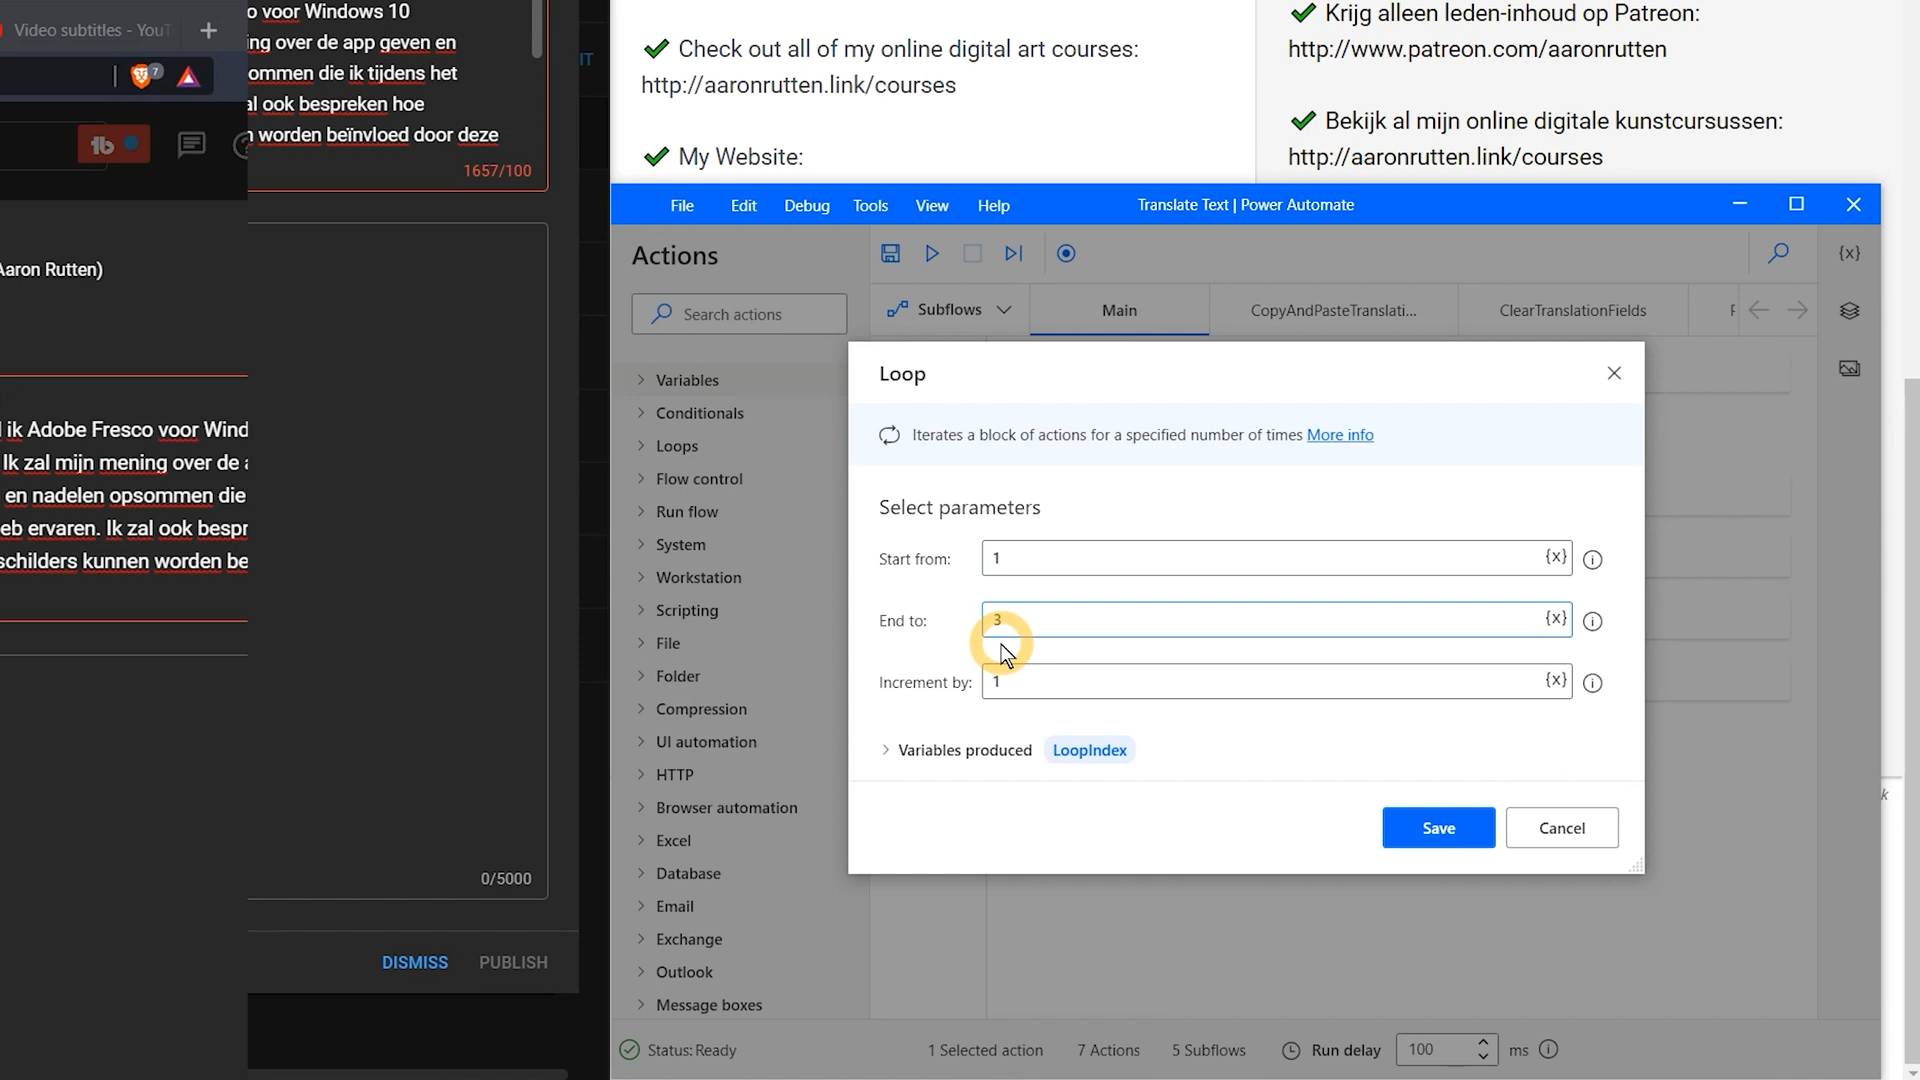 Video subtitles - YouT
+
7
o voor Windows 10
ing over de app geven en
ommen die ik tijdens het
al ook bespreken hoe
n worden beïnvloed door deze
1657/100
Aaron Rutten)
l ik Adobe Fresco voor Wind
Ik zal mijn mening over de a
en nadelen opsommen die
eb ervaren. Ik zal ook bespr
schilders kunnen worden be
0/5000
DISMISS
PUBLISH
IT
Check out all of my online digital art courses:
http://aaronrutten.link/courses
My Website:
Krijg alleen leden-inhoud op Patreon:
http://www.patreon.com/aaronrutten
Bekijk al mijn online digitale kunstcursussen:
http://aaronrutten.link/courses
File Edit Debug Tools View Help
Translate Text | Power Automate
Actions
Search actions
Subflows
Main
CopyAndPasteTranslati...
ClearTranslationFields
{x}
Variables
Conditionals
Loops
Flow control
Run flow
System
Workstation
Scripting
File
Folder
Compression
UI automation
HTTP
Browser automation
Excel
Database
Email
Exchange
Outlook
Message boxes
Loop
Iterates a block of actions for a specified number of times More info
Select parameters
Start from: 1 {x}
End to: 3 {x}
Increment by: 1 {x}
Variables produced LoopIndex
Save
Cancel
Status: Ready
1 Selected action
7 Actions
5 Subflows
Run delay 100 ms
k